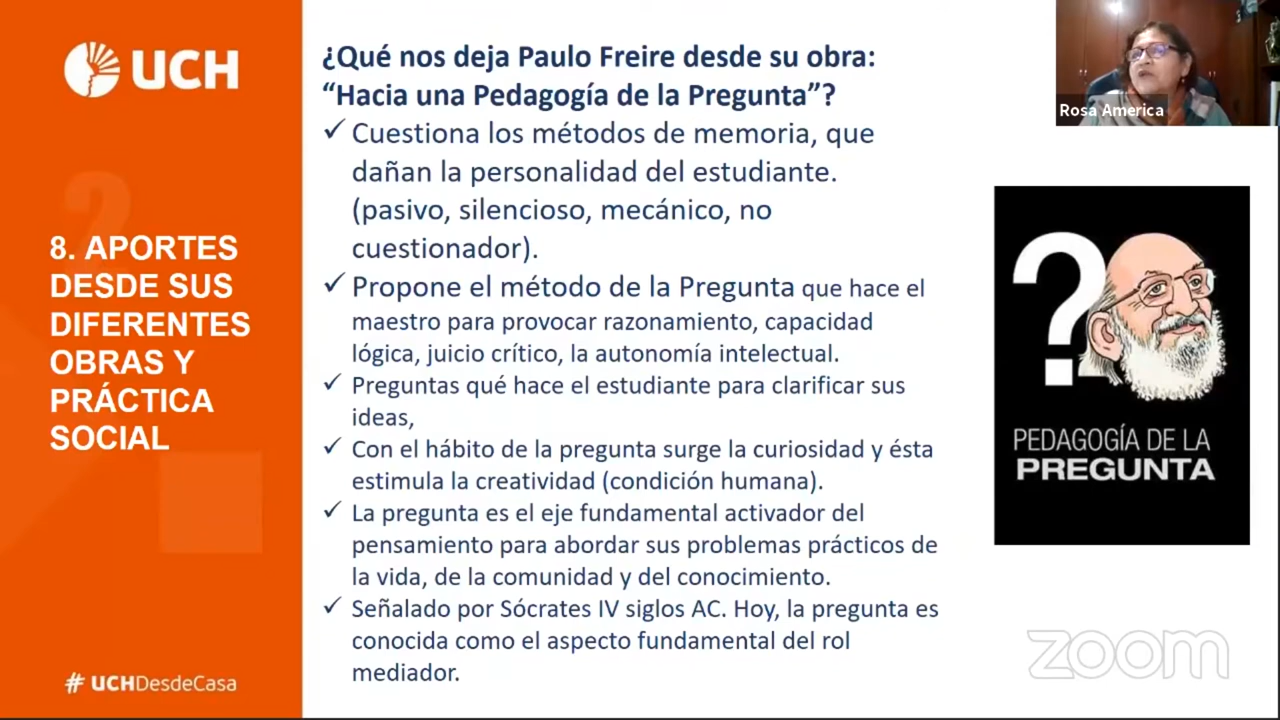 UCH
8. APORTES
DESDE SUS
DIFERENTES
OBRAS Y
PRÁCTICA
SOCIAL
# UCHDesdeCasa
¿Qué nos deja Paulo Freire desde su obra:
“Hacia una Pedagogía de la Pregunta”?
✓ Cuestiona los métodos de memoria, que
dañan la personalidad del estudiante.
(pasivo, silencioso, mecánico, no
cuestionador).
✓ Propone el método de la Pregunta que hace el
maestro para provocar razonamiento, capacidad
lógica, juicio crítico, la autonomía intelectual.
✓ Preguntas qué hace el estudiante para clarificar sus
ideas,
✓ Con el hábito de la pregunta surge la curiosidad y ésta
estimula la creatividad (condición humana).
✓ La pregunta es el eje fundamental activador del
pensamiento para abordar sus problemas prácticos de
la vida, de la comunidad y del conocimiento.
✓ Señalado por Sócrates IV siglos AC. Hoy, la pregunta es
conocida como el aspecto fundamental del rol
mediador.
Rosa America
?
PEDAGOGÍA DE LA
PREGUNTA
zoom